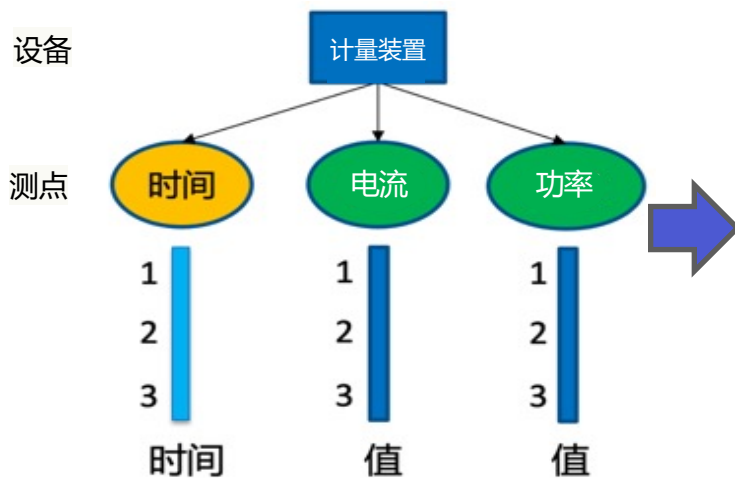 设备
计量装置
测点
时间
电流
功率
1 1 1
2 2 2
3 3 3
时间 值 值